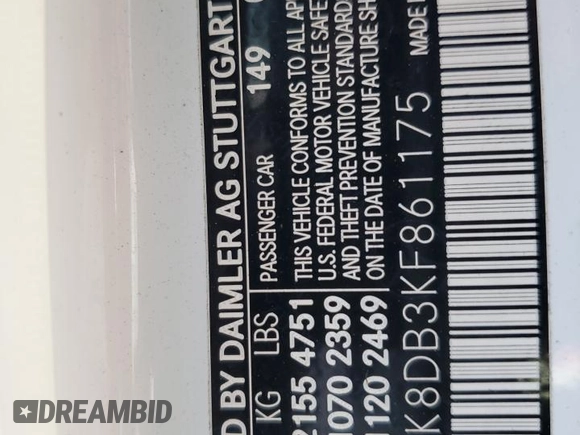 D BY DAIMLER AG STUTTGART
KG LBS PASSENGER CAR 149
2155 4751 THIS VEHICLE CONFORMS TO ALL APP
1070 2359 U.S. FEDERAL MOTOR VEHICLE SAFE
1120 2469 AND THEFT PREVENTION STANDARD
ON THE DATE OF MANUFACTURE SH
K8DB3KF861175 MADE
DREAMBID